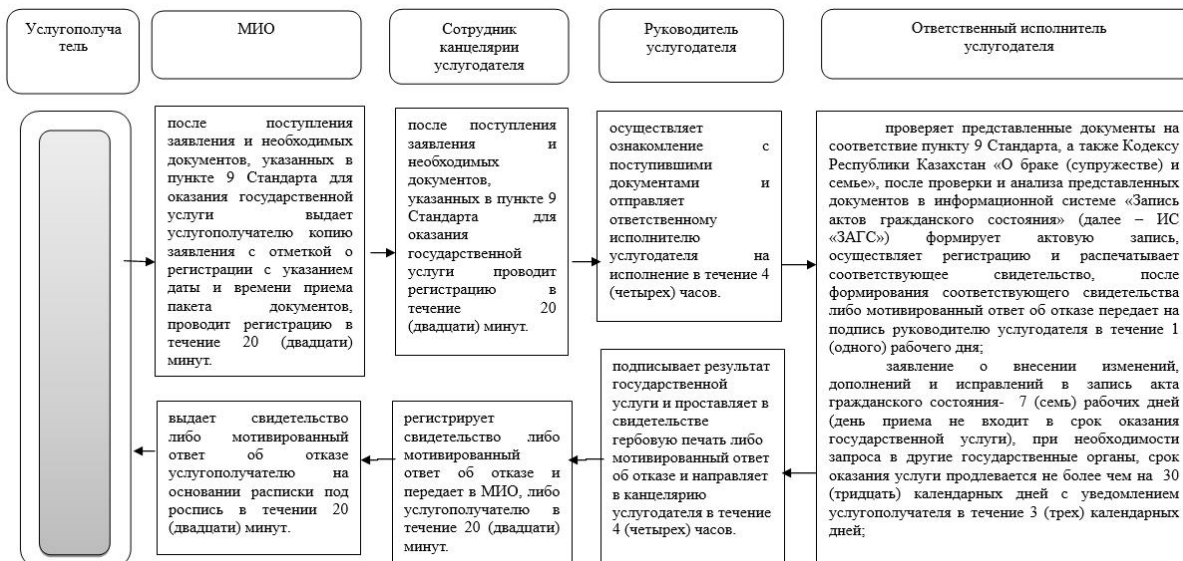 Услугополуча
тель
МИО
Сотрудник
канцелярии
услугодателя
Руководитель
услугодателя
Ответственный исполнитель
услугодателя
после поступления
заявления и необходимых
документов, указанных в
пункте 9 Стандарта для
оказания государственной
услуги выдает
услугополучателю копию
заявления с отметкой о
регистрации с указанием
даты и времени приема
пакета документов,
проводит регистрацию в
течение 20 (двадцати)
минут.
после поступления
заявления и
необходимых
документов,
указанных в пункте 9
Стандарта для
оказания
государственной
услуги проводит
регистрацию в
течение 20
(двадцати) минут.
осуществляет
ознакомление с
поступившими
документами и
отправляет
ответственному
исполнителю
услугодателя на
исполнение в течение 4
(четырех) часов.
проверяет представленные документы на
соответствие пункту 9 Стандарта, а также Кодексу
Республики Казахстан «О браке (супружестве) и
семье», после проверки и анализа представленных
документов в информационной системе «Запись
актов гражданского состояния» (далее – ИС
«ЗАГС») формирует актовую запись,
осуществляет регистрацию и распечатывает
соответствующее свидетельство, после
формирования соответствующего свидетельства
либо мотивированный ответ об отказе передает на
подпись руководителю услугодателя в течение 1
(одного) рабочего дня;
заявление о внесении изменений,
дополнений и исправлений в запись акта
гражданского состояния- 7 (семь) рабочих дней
(день приема не входит в срок оказания
государственной услуги), при необходимости
запроса в другие государственные органы, срок
оказания услуги продлевается не более чем на 30
(тридцать) календарных дней с уведомлением
услугополучателя в течение 3 (трех) календарных
дней;
подписывает результат
государственной
услуги и проставляет в
свидетельстве
гербовую печать либо
мотивированный ответ
об отказе и направляет
в канцелярию
услугодателя в течение
4 (четырех) часов.
регистрирует
свидетельство либо
мотивированный
ответ об отказе и
передает в МИО, либо
услугополучателю в
течение 20 (двадцати)
минут.
выдает свидетельство
либо мотивированный
ответ об отказе
услугополучателю на
основании расписки под
роспись в течении 20
(двадцати) минут.